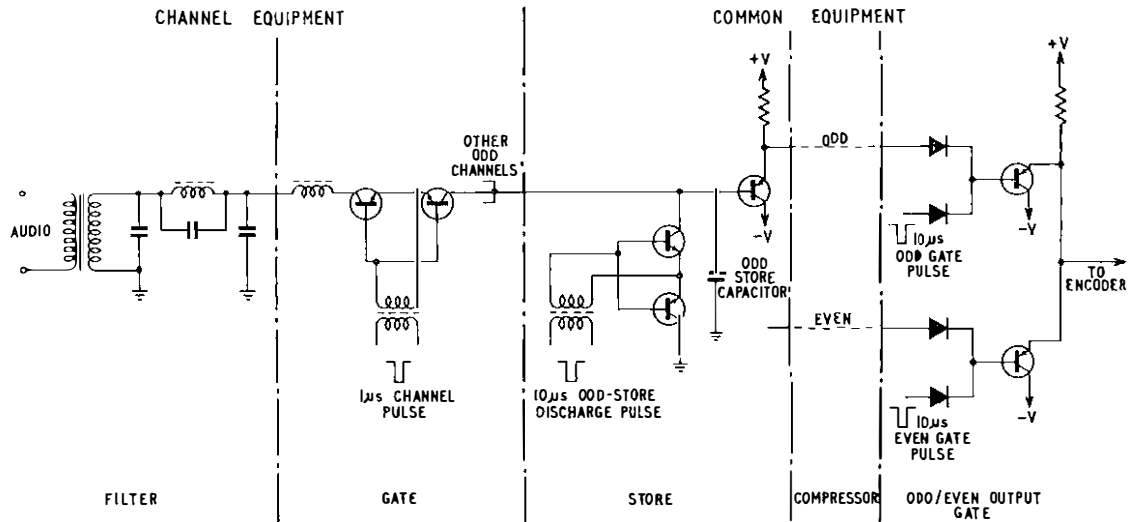 CHANNEL EQUIPMENT
COMMON EQUIPMENT
+V
+V
OTHER
ODD
CHANNELS
ODD
AUDIO
-V
10µs
ODD GATE
PULSE
-V
ODD
STORE
CAPACITOR
TO
ENCODER
EVEN
1µs CHANNEL
PULSE
10µs ODD-STORE
DISCHARGE PULSE
10µs
EVEN GATE
PULSE
-V
FILTER
GATE
STORE
COMPRESSOR
ODD/EVEN OUTPUT
GATE